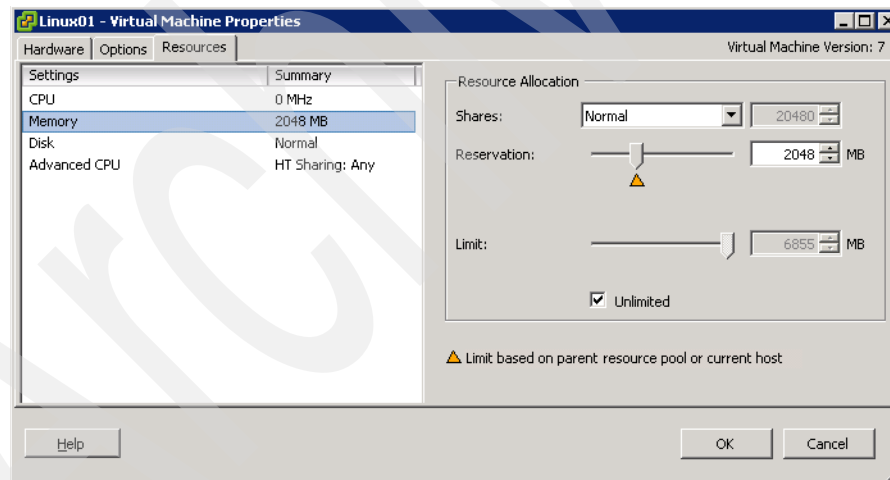 Linux01 - Virtual Machine Properties
Hardware Options Resources Virtual Machine Version: 7
Settings Summary
CPU 0 MHz
Memory 2048 MB
Disk Normal
Advanced CPU HT Sharing: Any
Resource Allocation
Shares: Normal 20480
Reservation: 2048 MB
Limit: 6855 MB
Unlimited
Limit based on parent resource pool or current host
Help OK Cancel